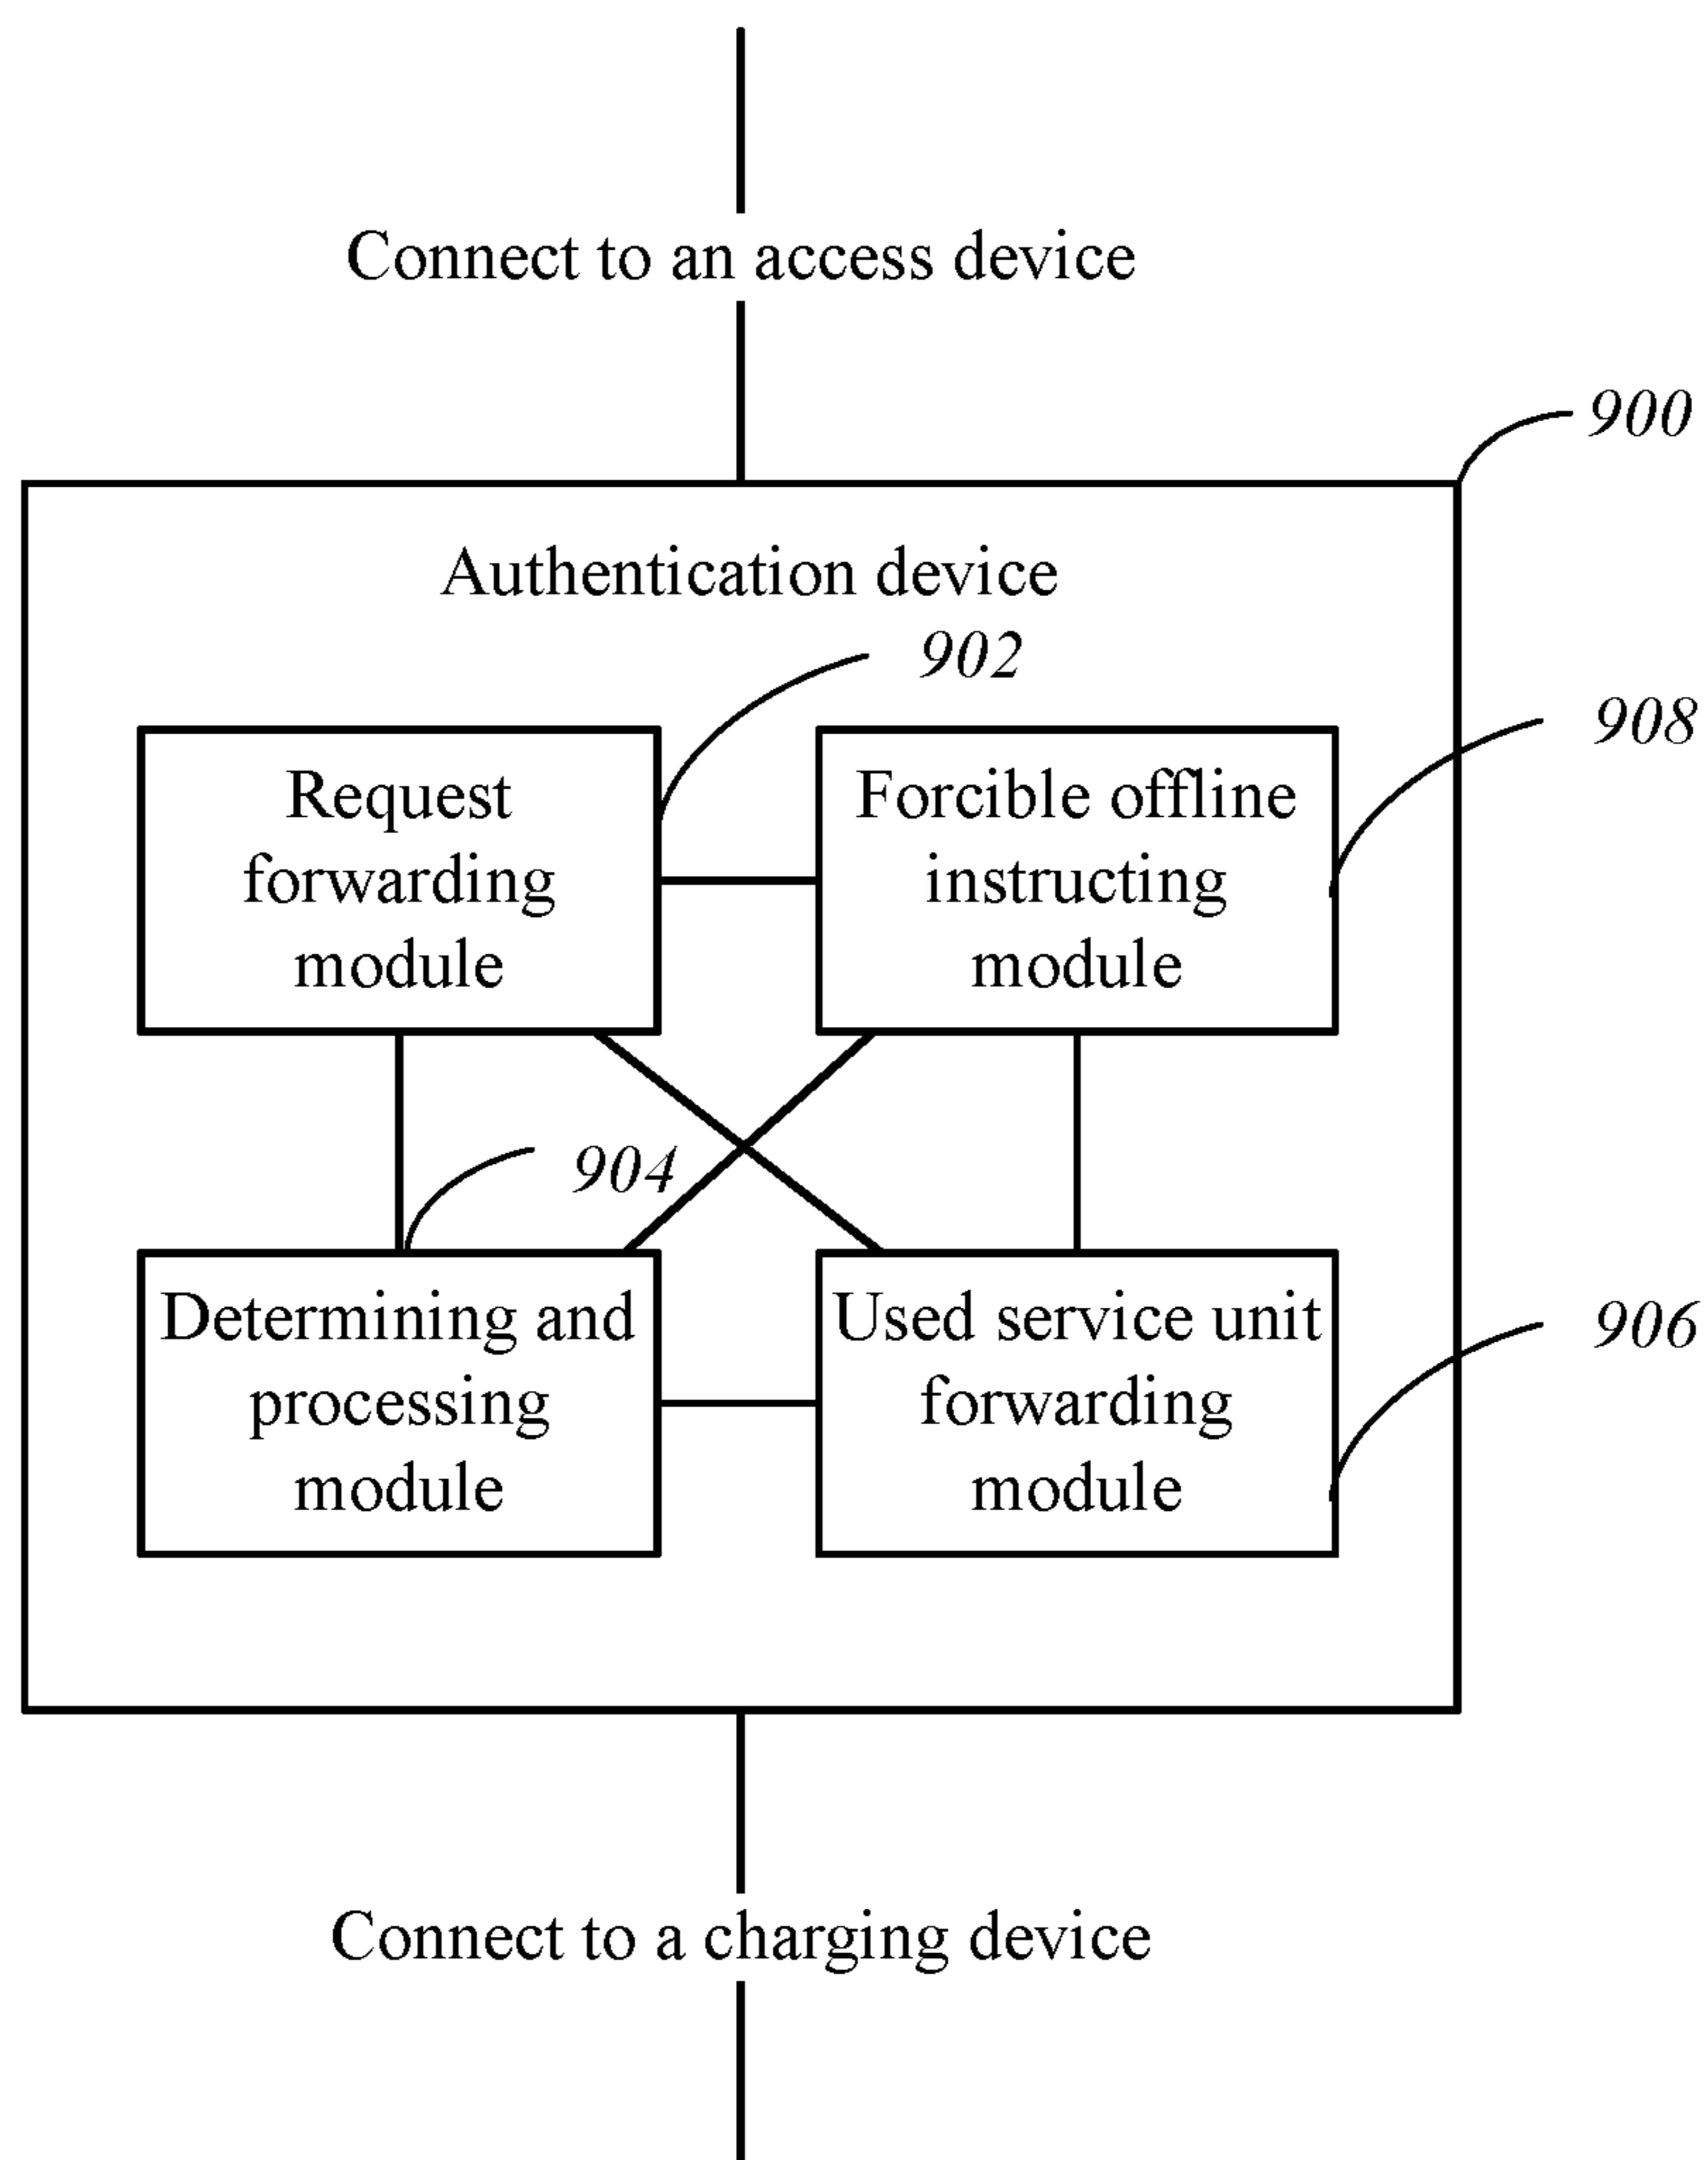 Connect to an access device
900
Authentication device
902
908
Request
forwarding
module
Forcible offline
instructing
module
904
Determining and
processing
module
Used service unit
forwarding
module
906
Connect to a charging device